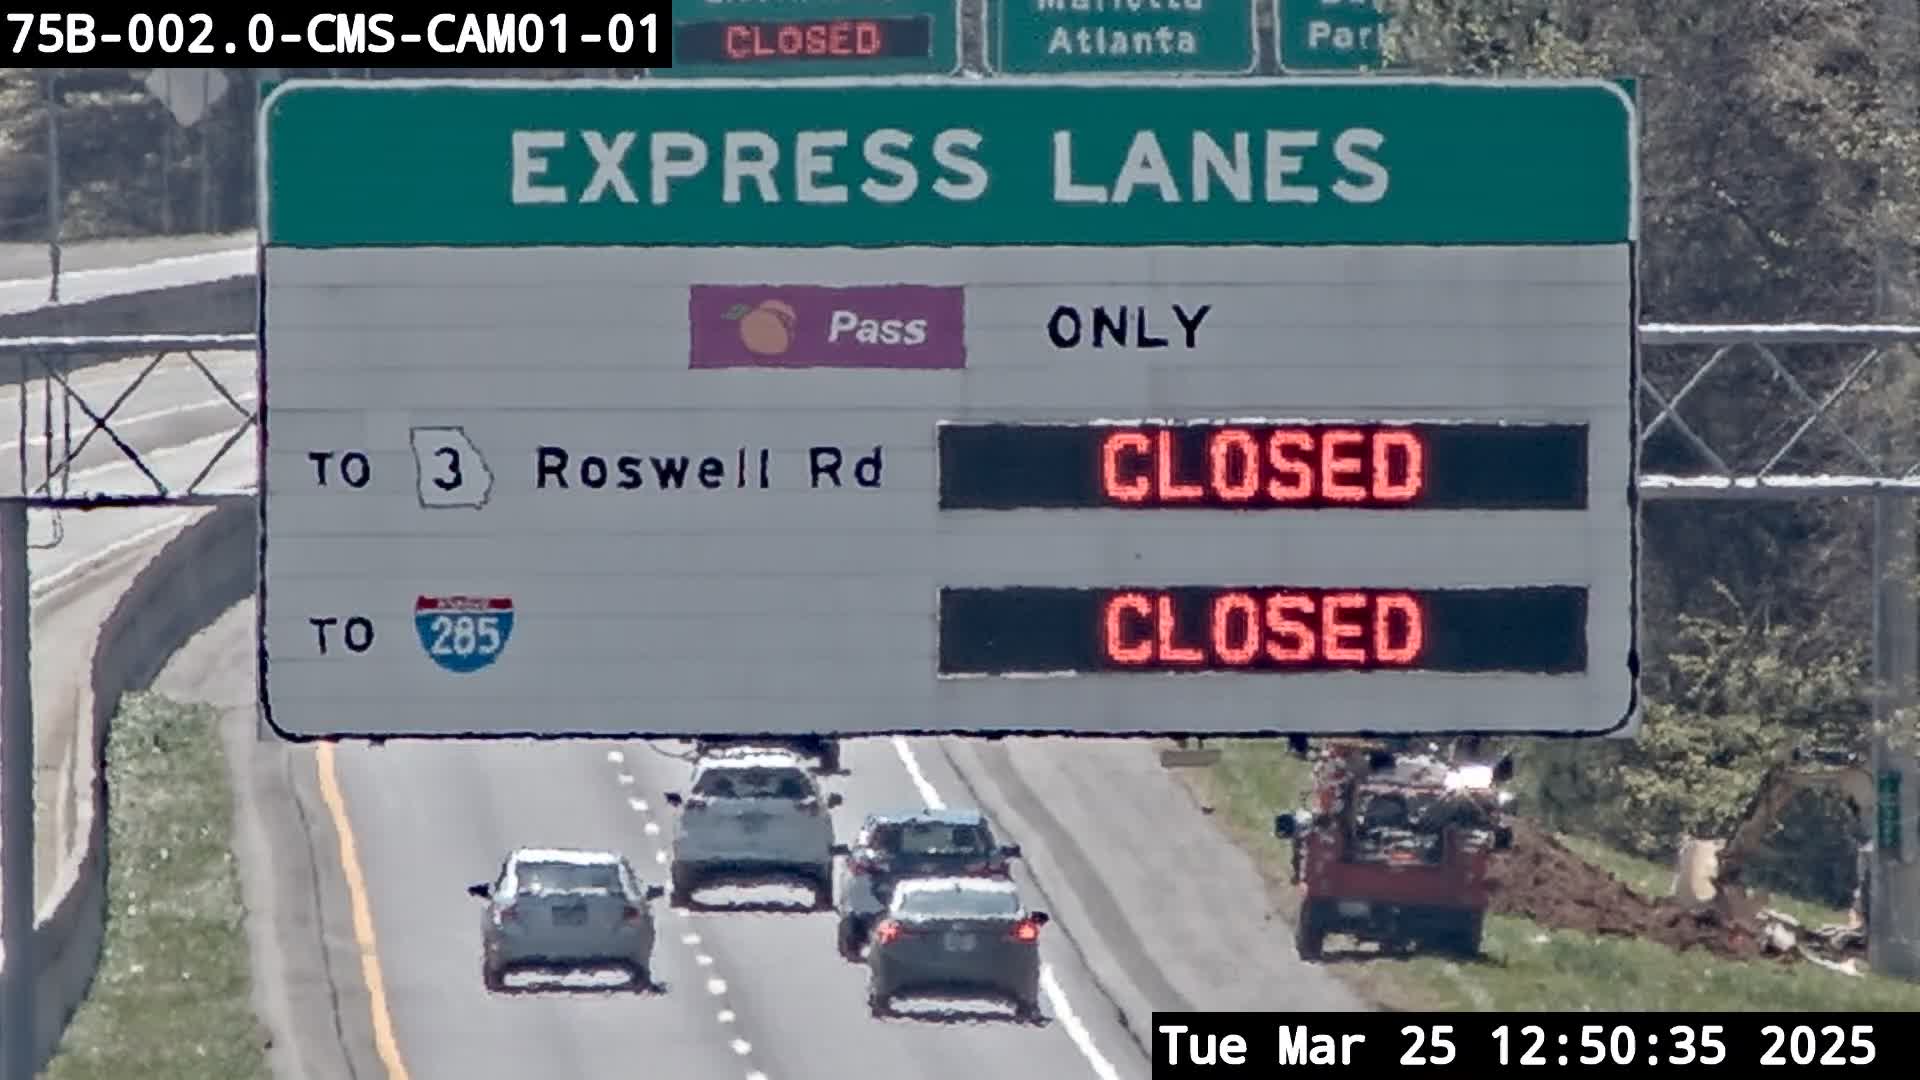 75B-002.0-CMS-CAM01-01
CLOSED
Marietta
Atlanta
EXPRESS LANES
Pass ONLY
TO 3 Roswell Rd CLOSED
TO 285 CLOSED
Tue Mar 25 12:50:35 2025